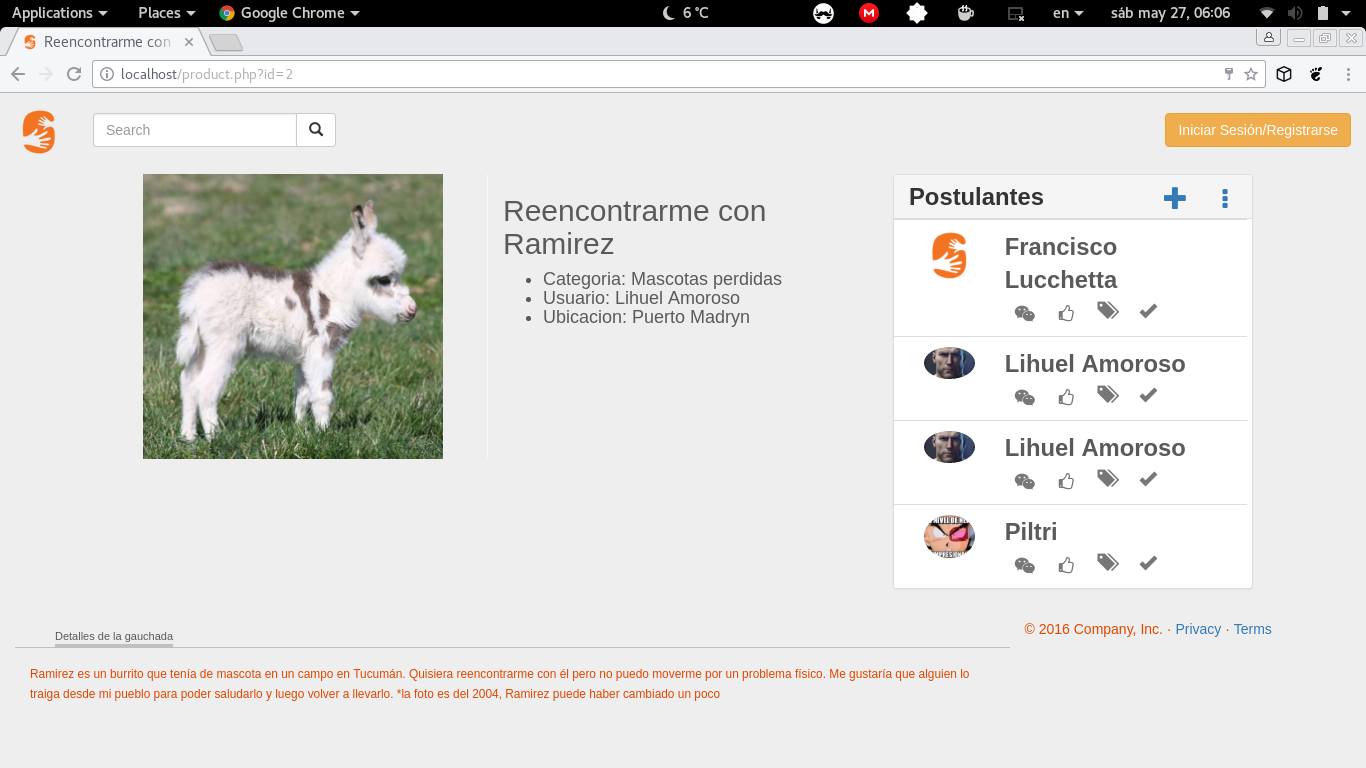 Applications
Places
Google Chrome
6 °C
en
sáb may 27, 06:06
Reencontrarme con
localhost/product.php?id=2
Search
Iniciar Sesión/Registrarse
Reencontrarme con
Ramirez
Categoria: Mascotas perdidas
Usuario: Lihuel Amoroso
Ubicacion: Puerto Madryn
Postulantes
Francisco
Lucchetta
Lihuel Amoroso
Lihuel Amoroso
Piltri
© 2016 Company, Inc. · Privacy · Terms
Detalles de la gauchada
Ramirez es un burrito que tenía de mascota en un campo en Tucumán. Quisiera reencontrarme con él pero no puedo moverme por un problema físico. Me gustaría que alguien lo
traiga desde mi pueblo para poder saludarlo y luego volver a llevarlo. *la foto es del 2004, Ramirez puede haber cambiado un poco